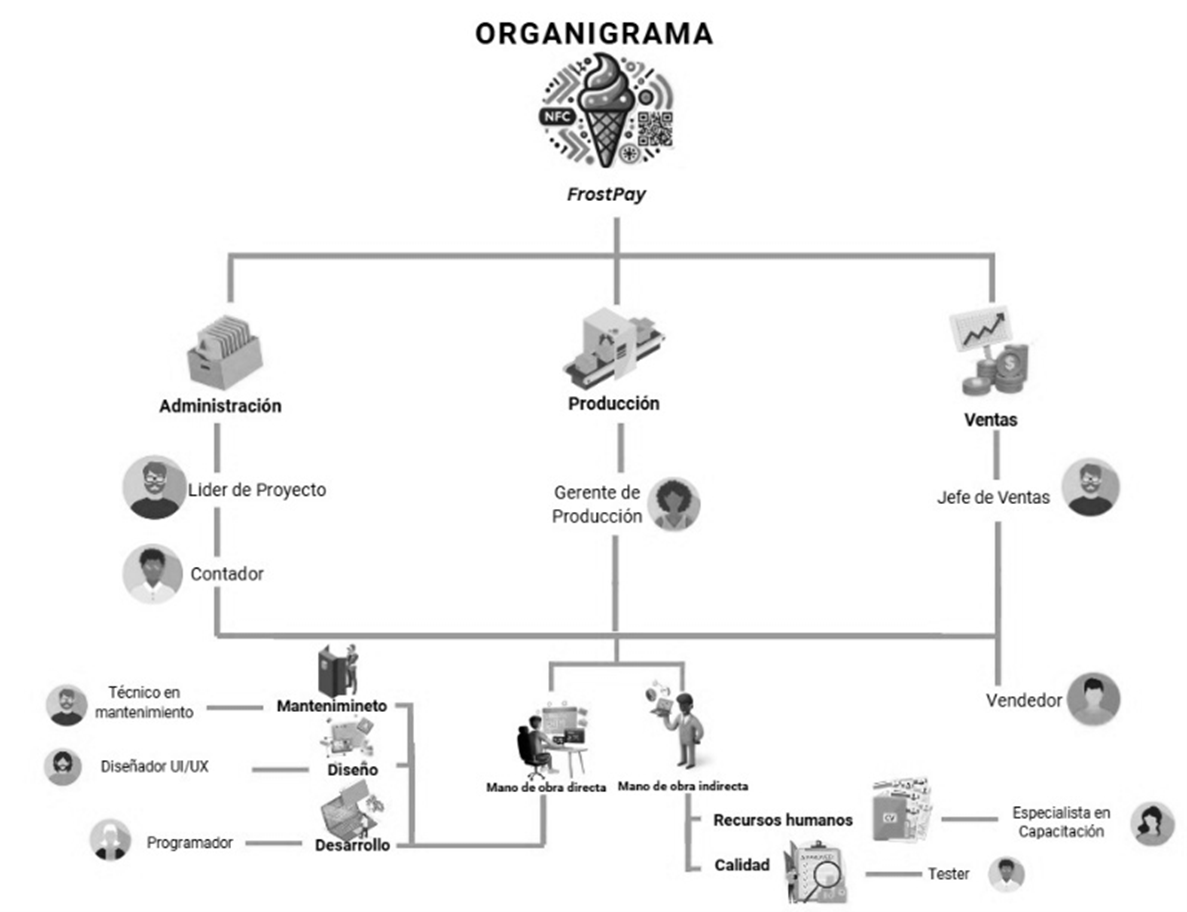 ORGANIGRAMA
NFC
FrostPay
Administración
Producción
Ventas
Lider de Proyecto
Gerente de
Producción
Jefe de Ventas
Contador
Técnico en
mantenimiento
Mantenimineto
Vendedor
Diseñador UI/UX
Diseño
Mano de obra directa
Mano de obra indirecta
Programador
Desarrollo
Recursos humanos
CV
Especialista en
Capacitación
Calidad
Tester